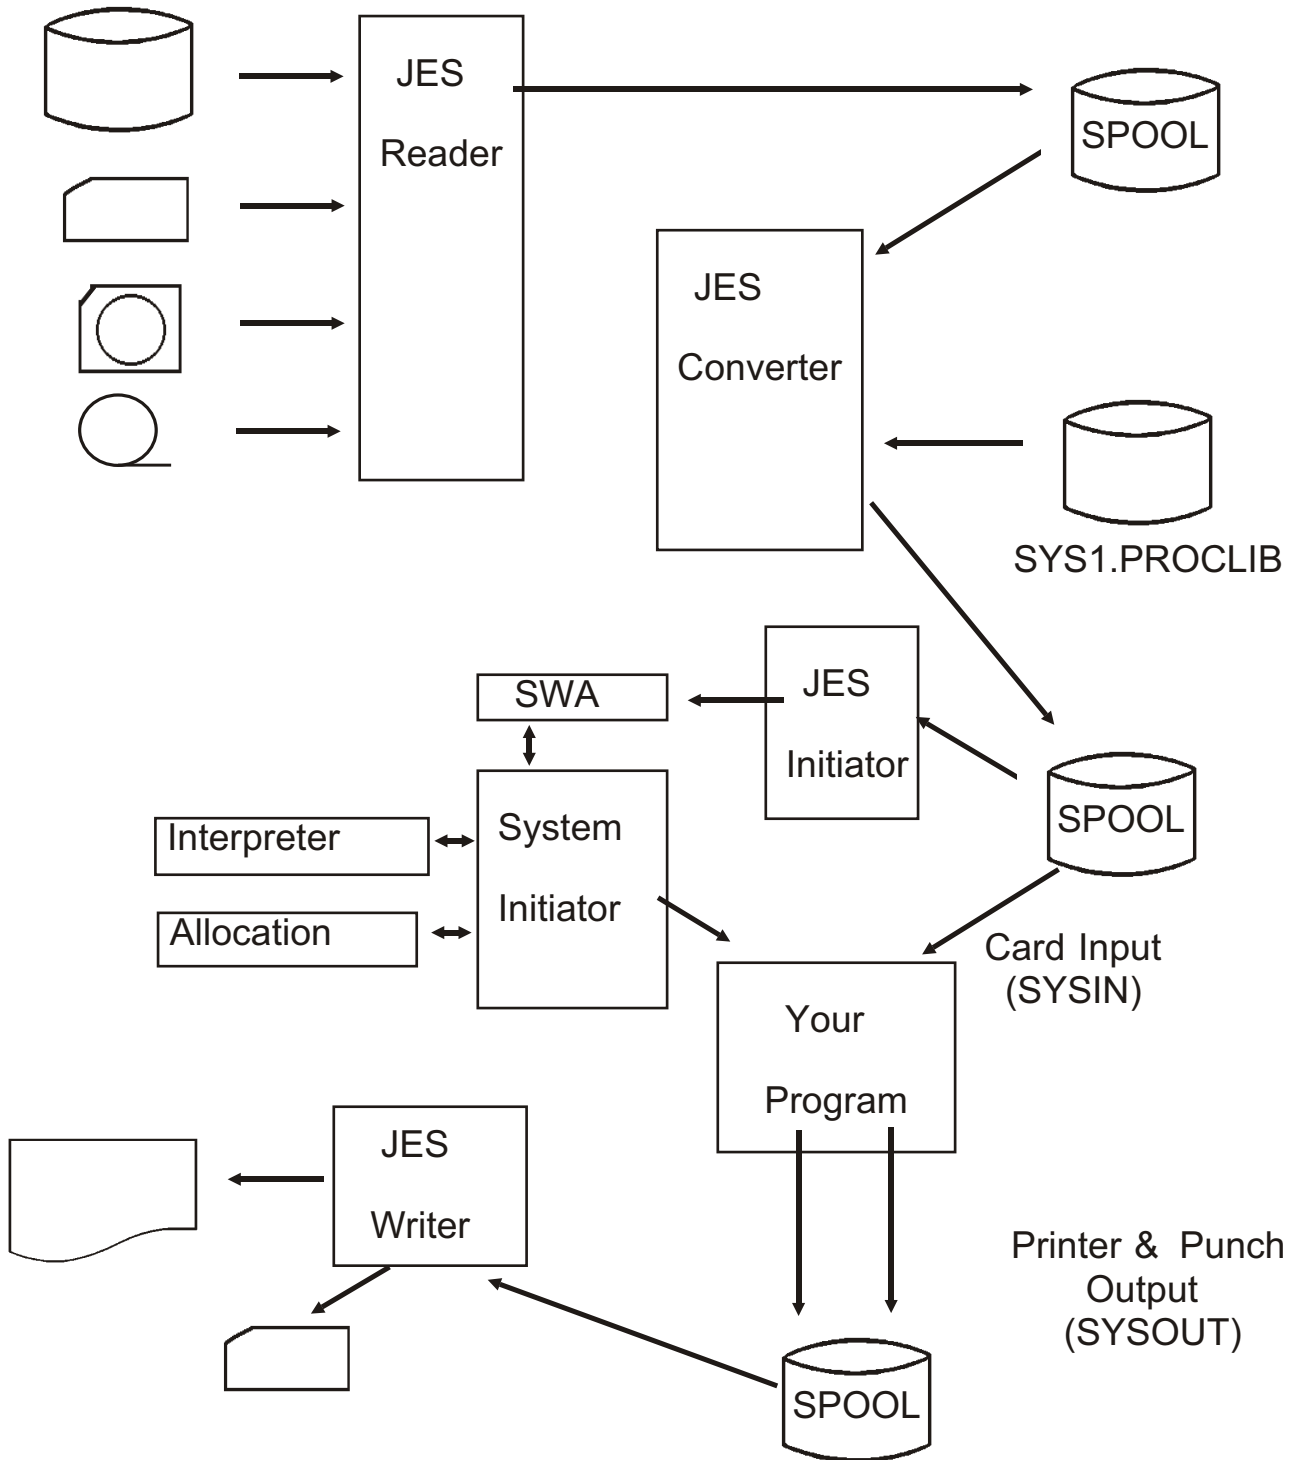 JES
Reader
SPOOL
JES
Converter
SYS1.PROCLIB
SWA
JES
Initiator
SPOOL
Interpreter
System
Initiator
Allocation
Card Input
(SYSIN)
Your
Program
JES
Writer
Printer & Punch
Output
(SYSOUT)
SPOOL